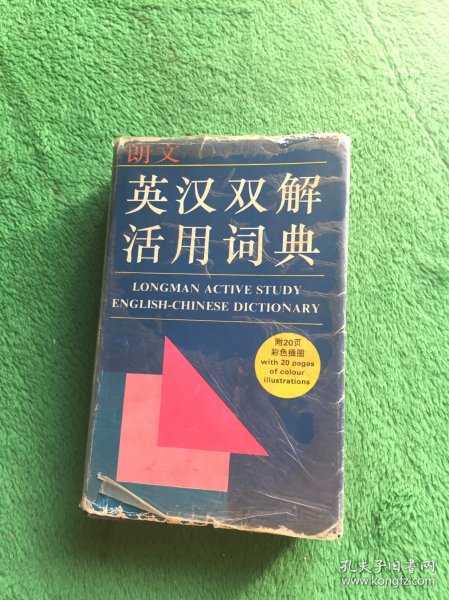 朗文
英汉双解
活用词典
LONGMAN ACTIVE STUDY
ENGLISH-CHINESE DICTIONARY
附20页
彩色插图
with 20 pages
of colour
illustrations
孔夫子旧书网
www.kongfz.com